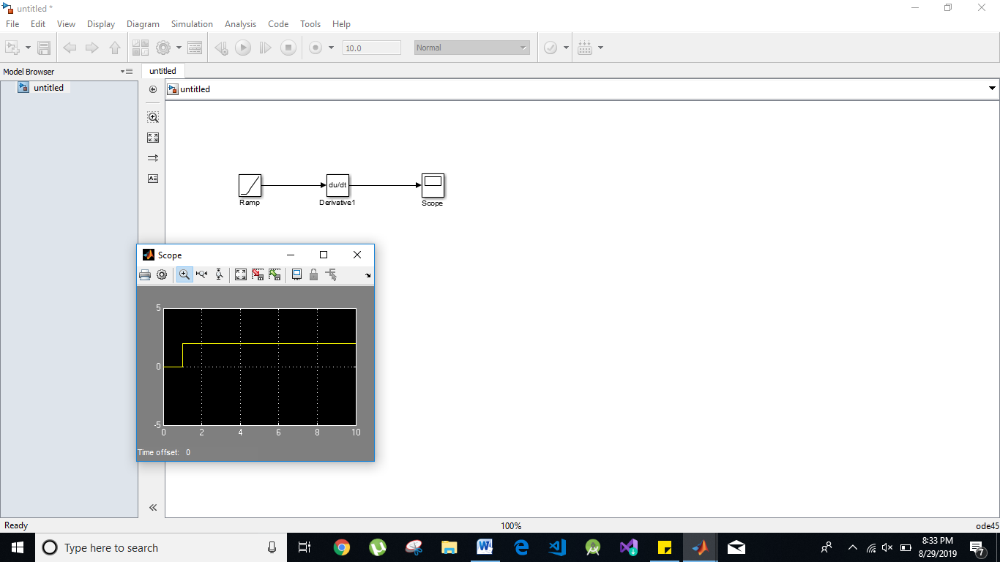 untitled *
File Edit View Display Diagram Simulation Analysis Code Tools Help
10.0 Normal
Model Browser
untitled
untitled
untitled
Ramp
du/dt
Derivative1
Scope
Scope
5
0
-5
0 2 4 6 8 10
Time offset: 0
Ready 100% ode45
Type here to search
8:33 PM
8/29/2019
7